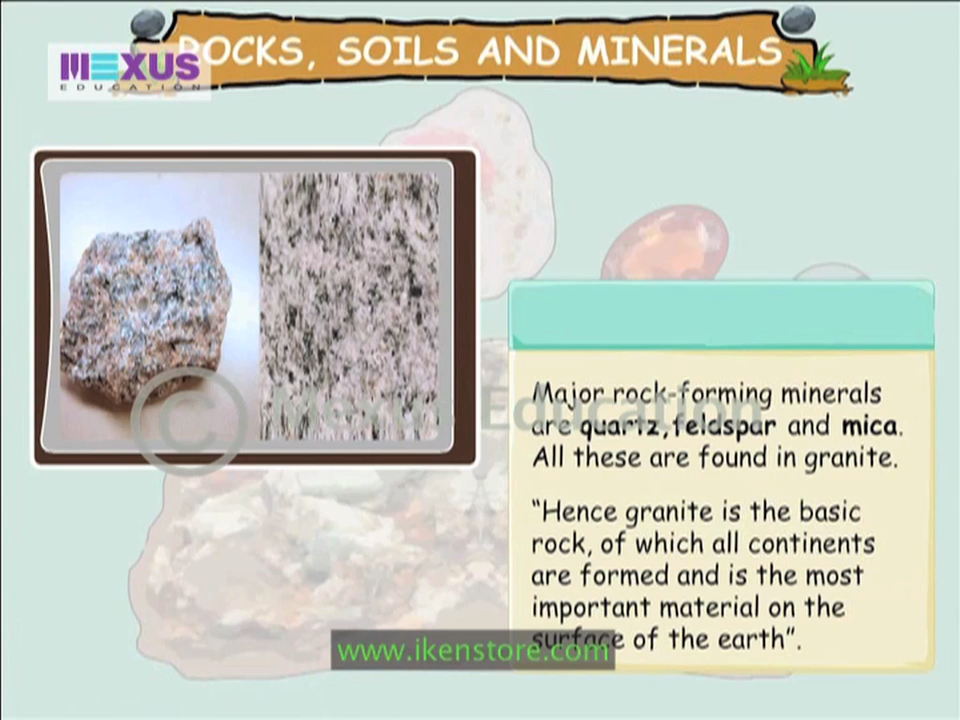 ROCKS, SOILS AND MINERALS
MEXUS
EDUCATION
Major rock-forming minerals
are quartz, feldspar and mica.
All these are found in granite.
“Hence granite is the basic
rock, of which all continents
are formed and is the most
important material on the
surface of the earth”.
© Mexus Education
www.ikenstore.com